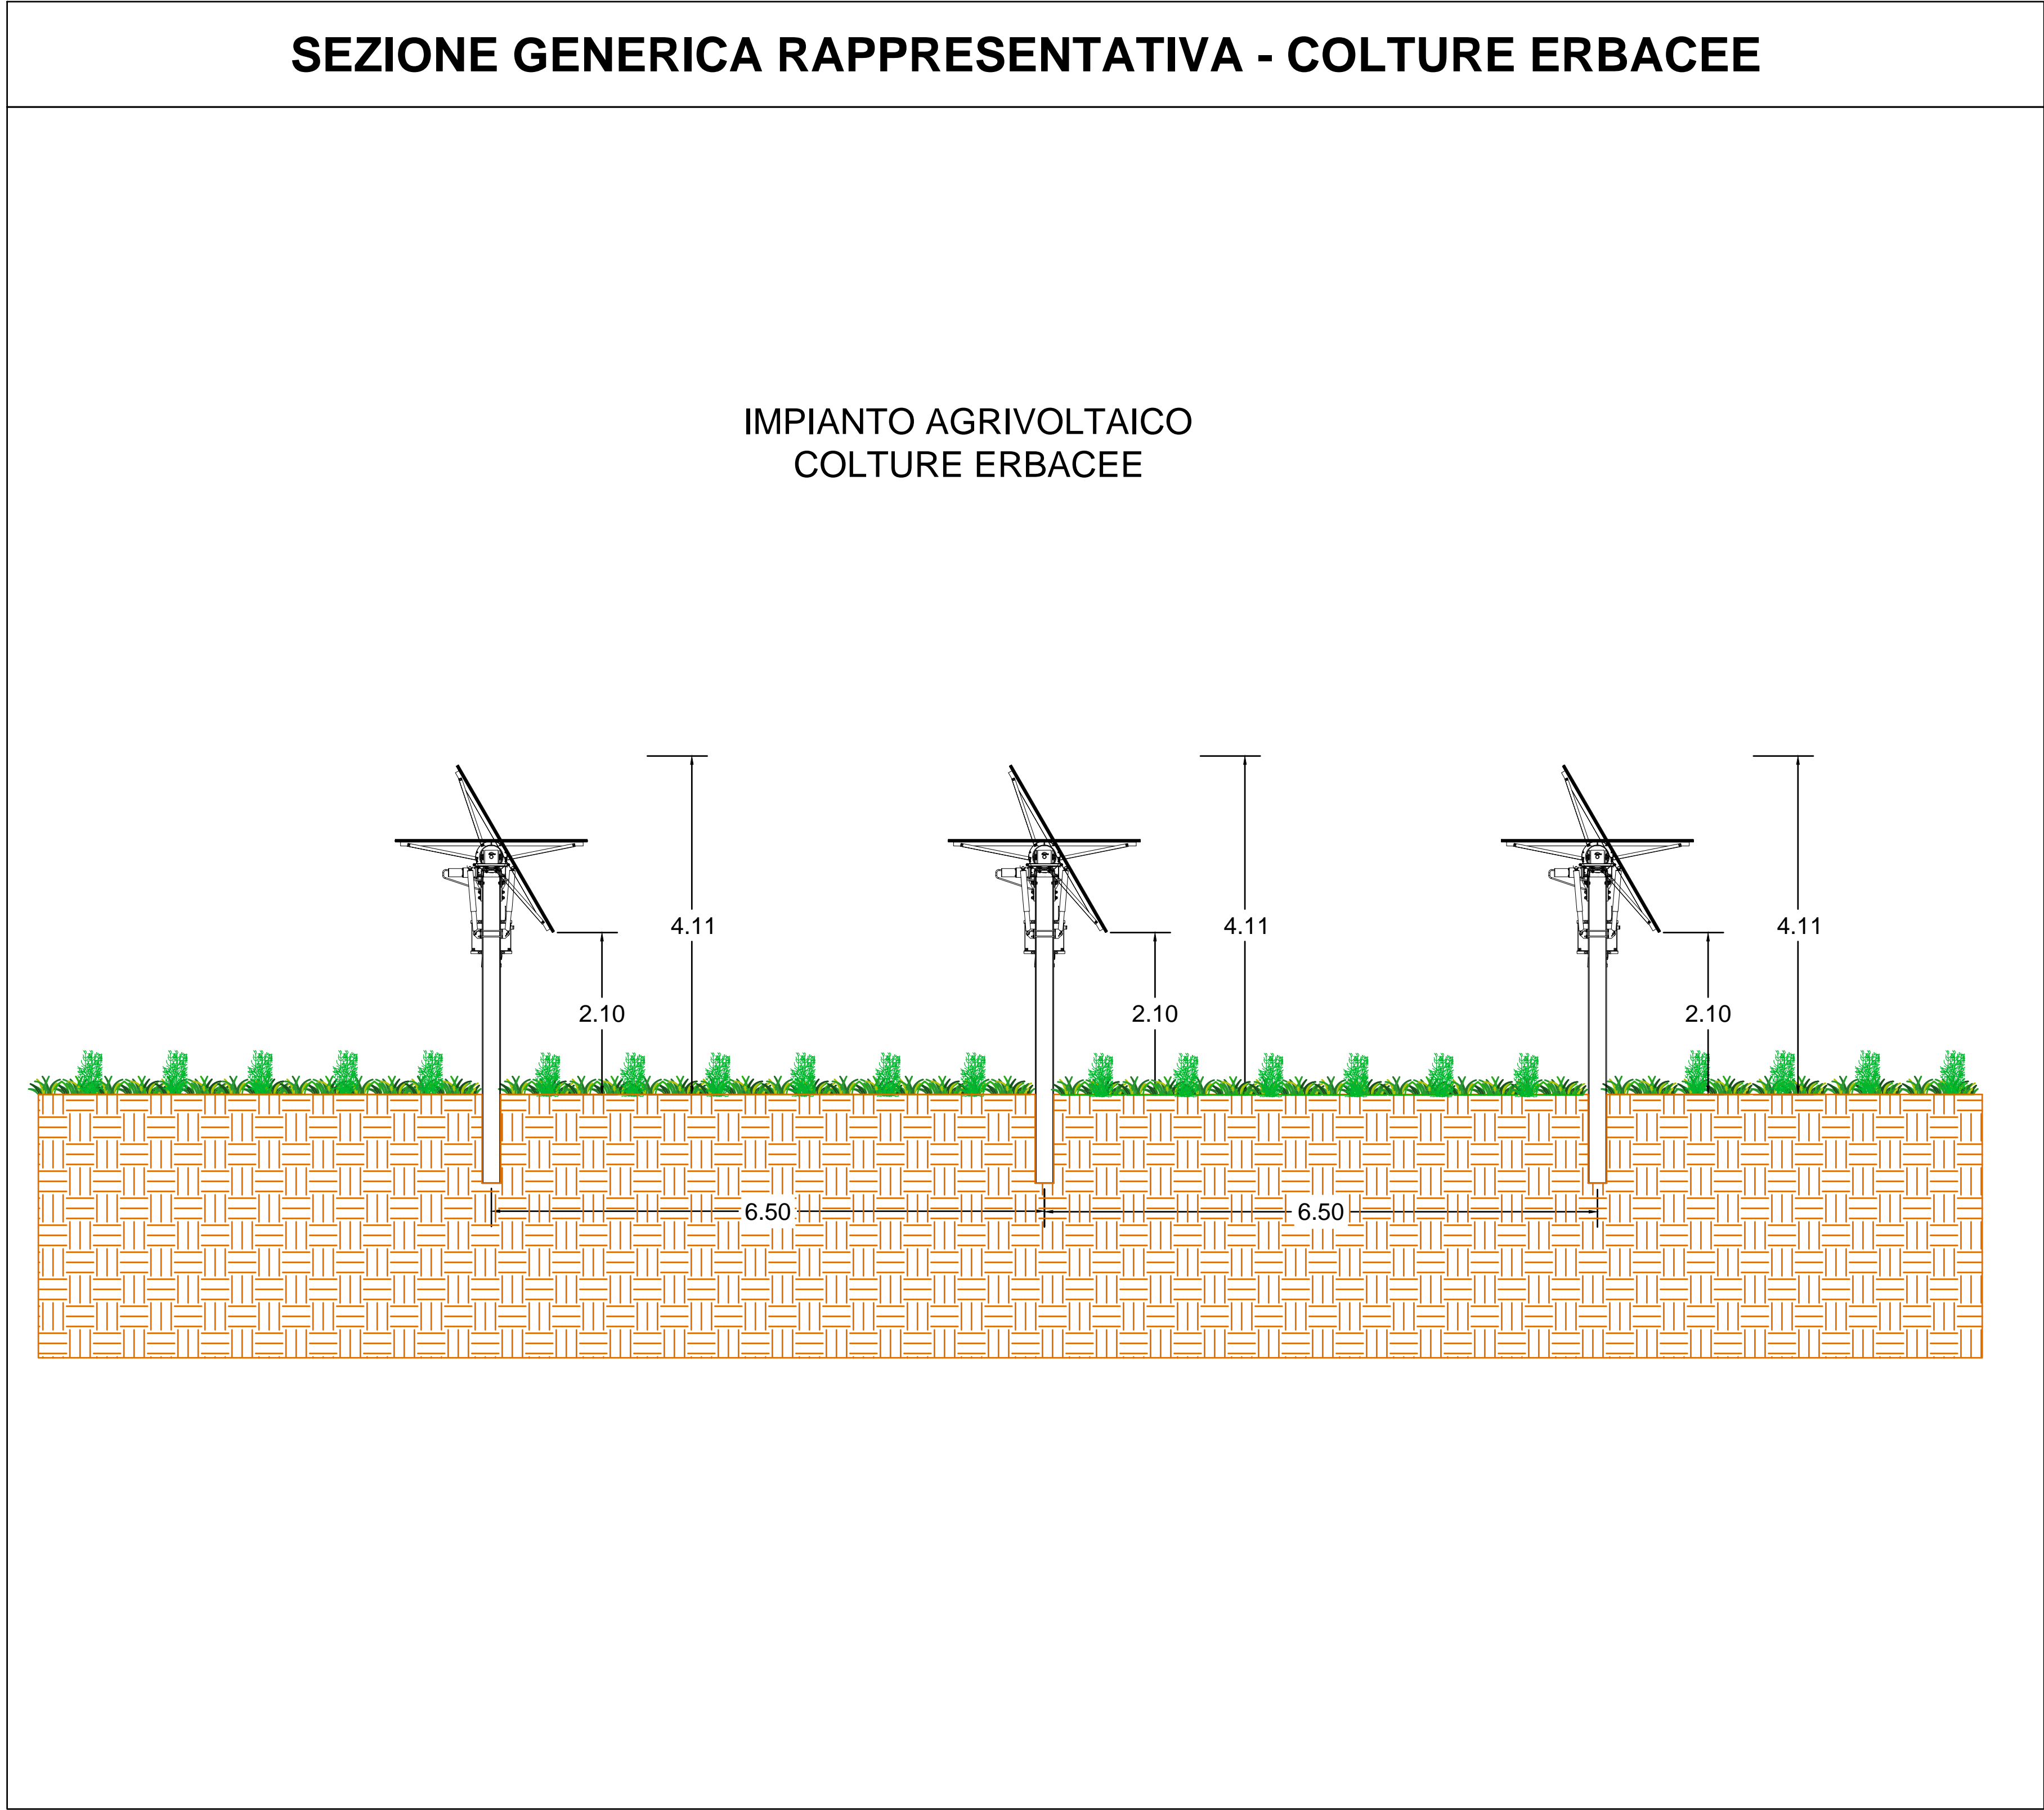 SEZIONE GENERICA RAPPRESENTATIVA - COLTURE ERBACEE
IMPIANTO AGRIVOLTAICO
COLTURE ERBACEE
4.11
4.11
4.11
2.10
2.10
2.10
6.50
6.50